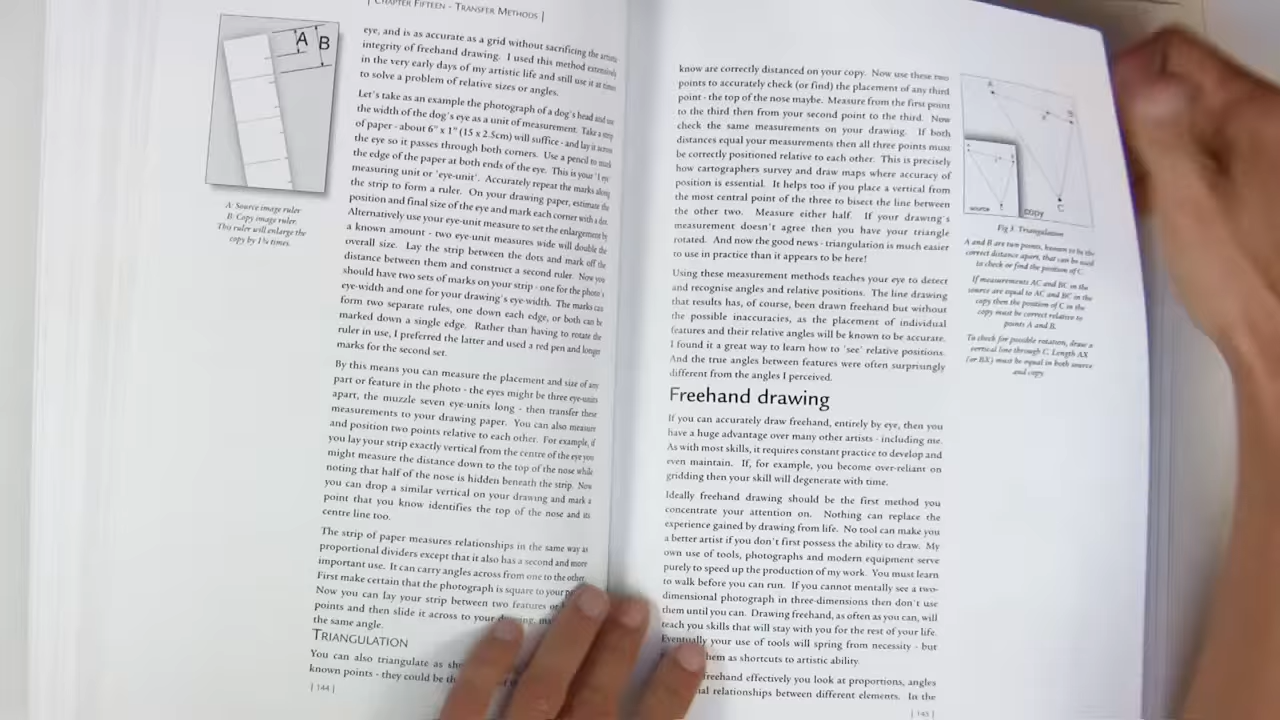 | CHAPTER FIFTEEN - TRANSFER METHODS |
A
B
A: Source image ruler
B: Copy image ruler.
This ruler will enlarge the
copy by 1¾ times.
eye, and is as accurate as a grid without sacrificing the artistic
integrity of freehand drawing. I used this method extensively
in the very early days of my artistic life and still use it at times
to solve a problem of relative sizes or angles.
Let's take as an example the photograph of a dog's head and use
the width of the dog's eye as a unit of measurement. Take a strip
of paper - about 6" x 1" (15 x 2.5cm) will suffice - and lay it across
the eye so it passes through both corners. Use a pencil to mark
the edge of the paper at both ends of the eye. This is your '1 eye'
measuring unit or 'eye-unit'. Accurately repeat the marks along
the strip to form a ruler. On your drawing paper, estimate the
position and final size of the eye and mark each corner with a dot.
Alternatively use your eye-unit measure to set the enlargement by
a known amount - two eye-unit measures wide will double the
overall size. Lay the strip between the dots and mark off the
distance between them and construct a second ruler. Now you
should have two sets of marks on your strip - one for the photo's
eye-width and one for your drawing's eye-width. The marks can
form two separate rules, one down each edge, or both can be
marked down a single edge. Rather than having to rotate the
ruler in use, I preferred the latter and used a red pen and longer
marks for the second set.
By this means you can measure the placement and size of any
part or feature in the photo - the eyes might be three eye-units
apart, the muzzle seven eye-units long - then transfer these
measurements to your drawing paper. You can also measure
and position two points relative to each other. For example, if
you lay your strip exactly vertical from the centre of the eye you
might measure the distance down to the top of the nose while
noting that half of the nose is hidden beneath the strip. Now
you can drop a similar vertical on your drawing and mark a
point that you know identifies the top of the nose and its
centre line too.
The strip of paper measures relationships in the same way as
proportional dividers except that it also has a second and more
important use. It can carry angles across from one to the other.
First make certain that the photograph is square to your
Now you can lay your strip between two features or
points and then slide it across to your drawing,
the same angle.
TRIANGULATION
You can also triangulate as
known points - they could be
| 144 |
know are correctly distanced on your copy. Now use these two
points to accurately check (or find) the placement of any third
point - the top of the nose maybe. Measure from the first point
to the third then from your second point to the third. Now
check the same measurements on your drawing. If both
distances equal your measurements then all three points must
be correctly positioned relative to each other. This is precisely
how cartographers survey and draw maps where accuracy of
position is essential. It helps too if you place a vertical from
the most central point of the three to bisect the line between
the other two. Measure either half. If your drawing's
measurement doesn't agree then you have your triangle
rotated. And now the good news - triangulation is much easier
to use in practice than it appears to be here!
Using these measurement methods teaches your eye to detect
and recognise angles and relative positions. The line drawing
that results has, of course, been drawn freehand but without
the possible inaccuracies, as the placement of individual
features and their relative angles will be known to be accurate.
I found it a great way to learn how to 'see' relative positions.
And the true angles between features were often surprisingly
different from the angles I perceived.
Freehand drawing
If you can accurately draw freehand, entirely by eye, then you
have a huge advantage over many other artists - including me.
As with most skills, it requires constant practice to develop and
even maintain. If, for example, you become over-reliant on
gridding then your skill will degenerate with time.
Ideally freehand drawing should be the first method you
concentrate your attention on. Nothing can replace the
experience gained by drawing from life. No tool can make you
a better artist if you don't first possess the ability to draw. My
own use of tools, photographs and modern equipment serve
purely to speed up the production of my work. You must learn
to walk before you can run. If you cannot mentally see a two-
dimensional photograph in three-dimensions then don't use
them until you can. Drawing freehand, as often as you can, will
teach you skills that will stay with you for the rest of your life.
Eventually your use of tools will spring from necessity - but
them as shortcuts to artistic ability.
freehand effectively you look at proportions, angles
relationships between different elements. In the
| 145 |
A
X
B
C
source
copy
Fig 3. Triangulation
A and B are two points, known to be the
correct distance apart, that can be used
to check or find the position of C.
If measurements AC and BC in the
source are equal to AC and BC in the
copy then the position of C in the
copy must be correct relative to
points A and B.
To check for possible rotation, draw a
vertical line through C. Length AX
(or BX) must be equal in both source
and copy.